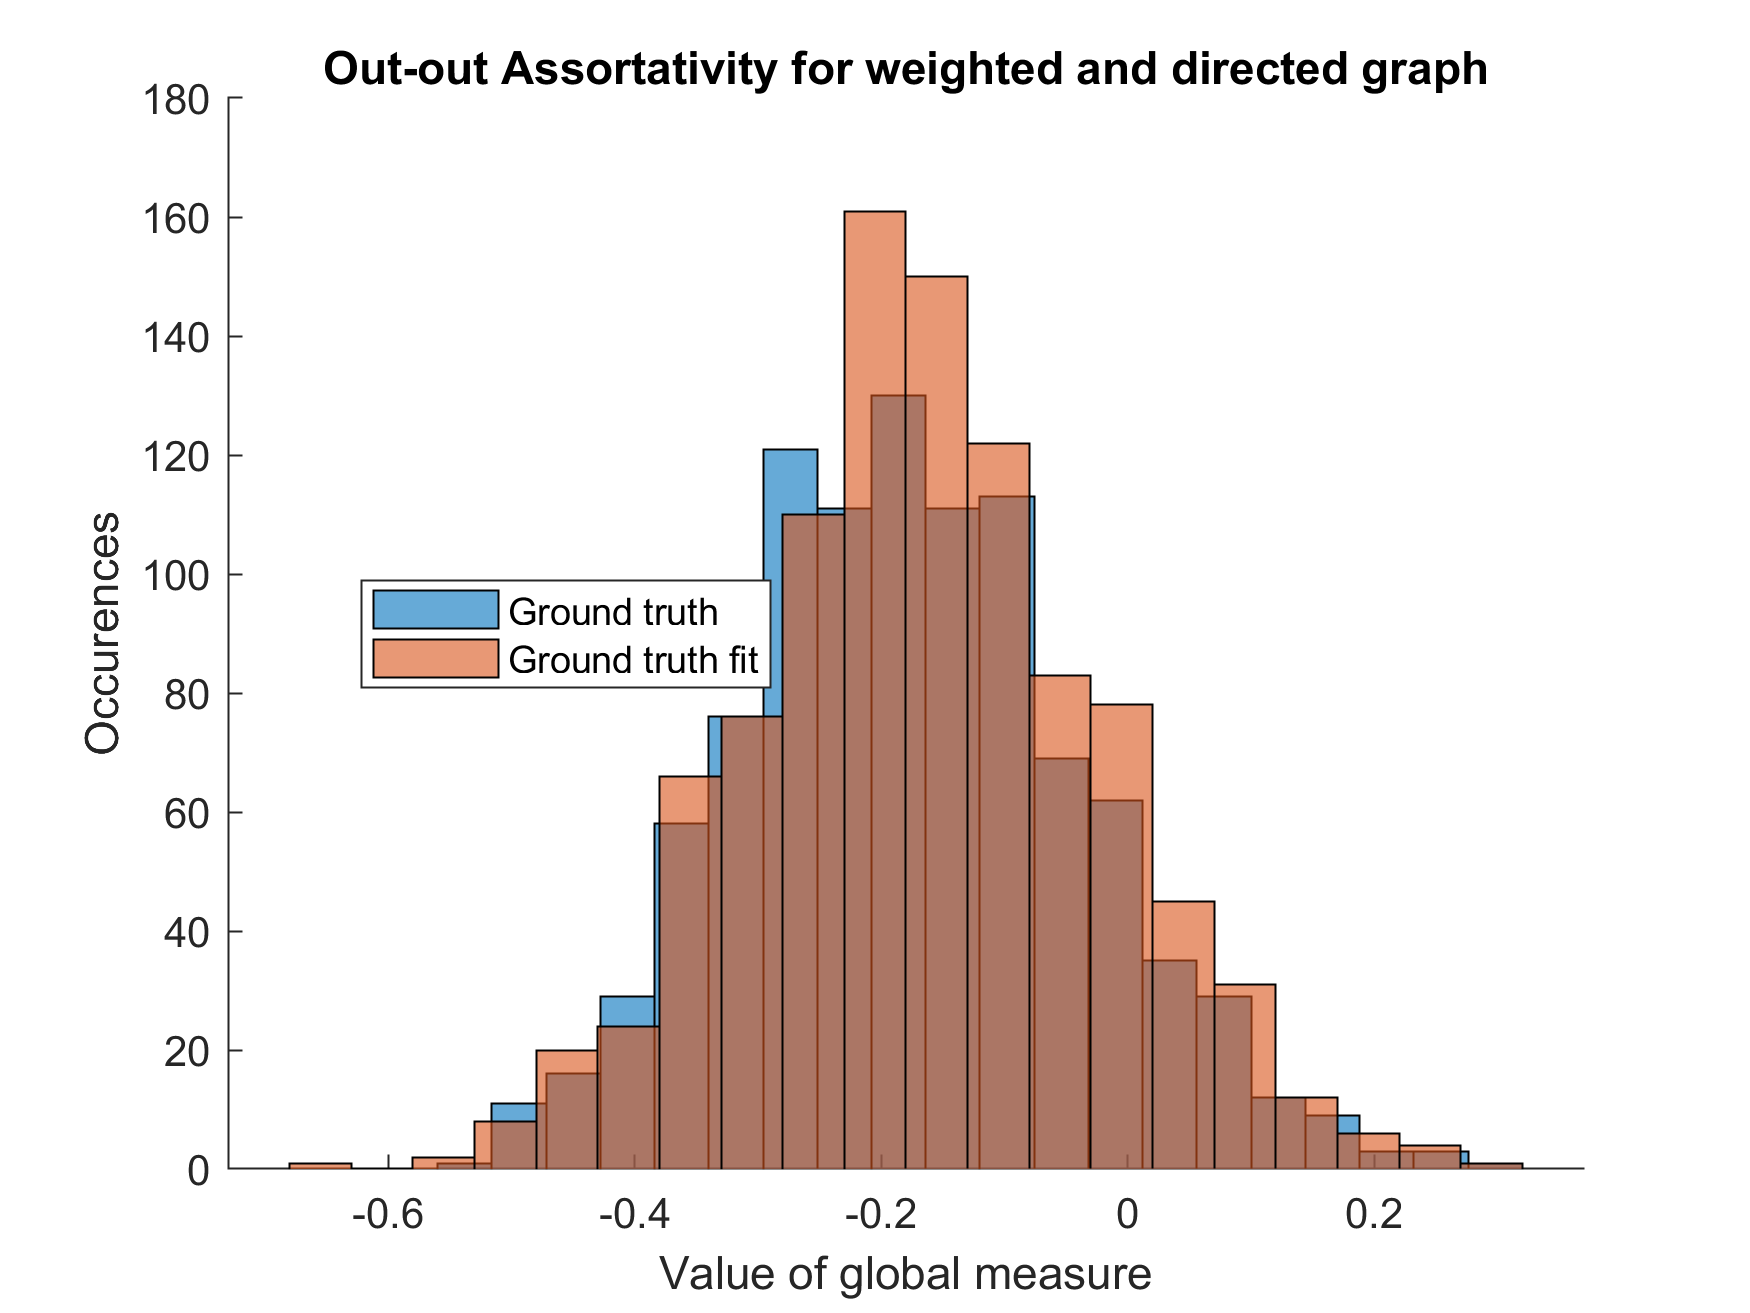 Out-out Assortativity for weighted and directed graph
180
160
140
120
100
80
60
40
20
0
Occurences
Ground truth
Ground truth fit
-0.6 -0.4 -0.2 0 0.2
Value of global measure